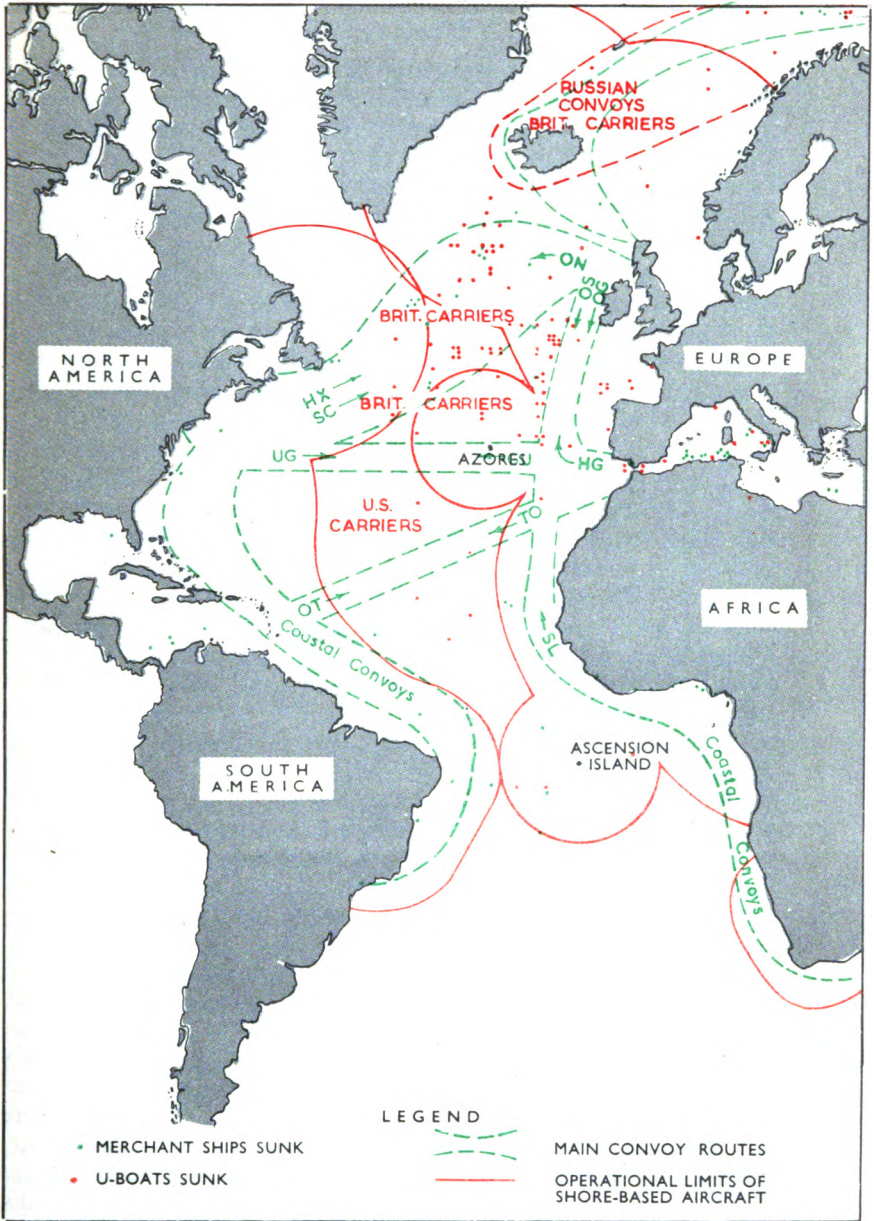 RUSSIAN
CONVOYS
BRIT. CARRIERS
ON
OS
OG
BRIT. CARRIERS
NORTH
AMERICA
EUROPE
HX
SC
BRIT. CARRIERS
UG
AZORES
HG
U.S.
CARRIERS
TO
OT
AFRICA
SL
Coastal Convoys
SOUTH
AMERICA
ASCENSION
ISLAND
Coastal Convoys
LEGEND
MERCHANT SHIPS SUNK
MAIN CONVOY ROUTES
U-BOATS SUNK
OPERATIONAL LIMITS OF
SHORE-BASED AIRCRAFT